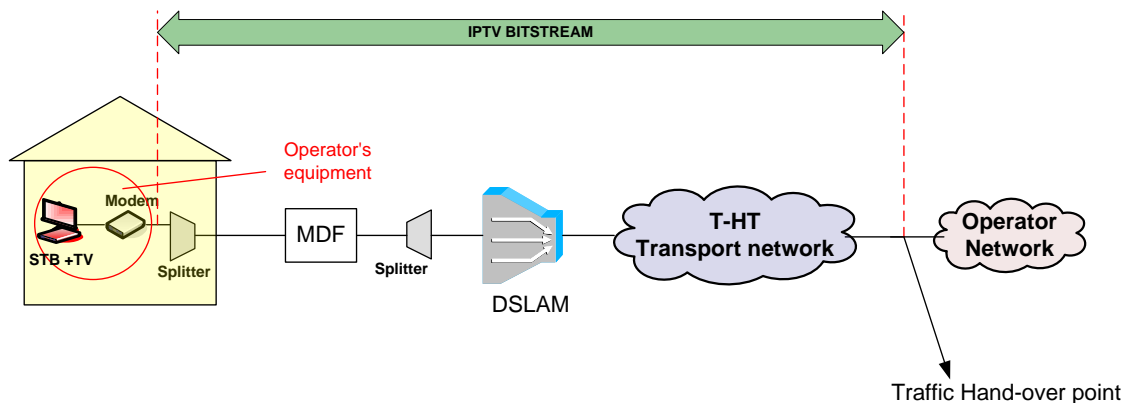 IPTV BITSTREAM
Operator's
equipment
Modem
STB +TV
Splitter
MDF
Splitter
DSLAM
T-HT
Transport network
Operator
Network
Traffic Hand-over point